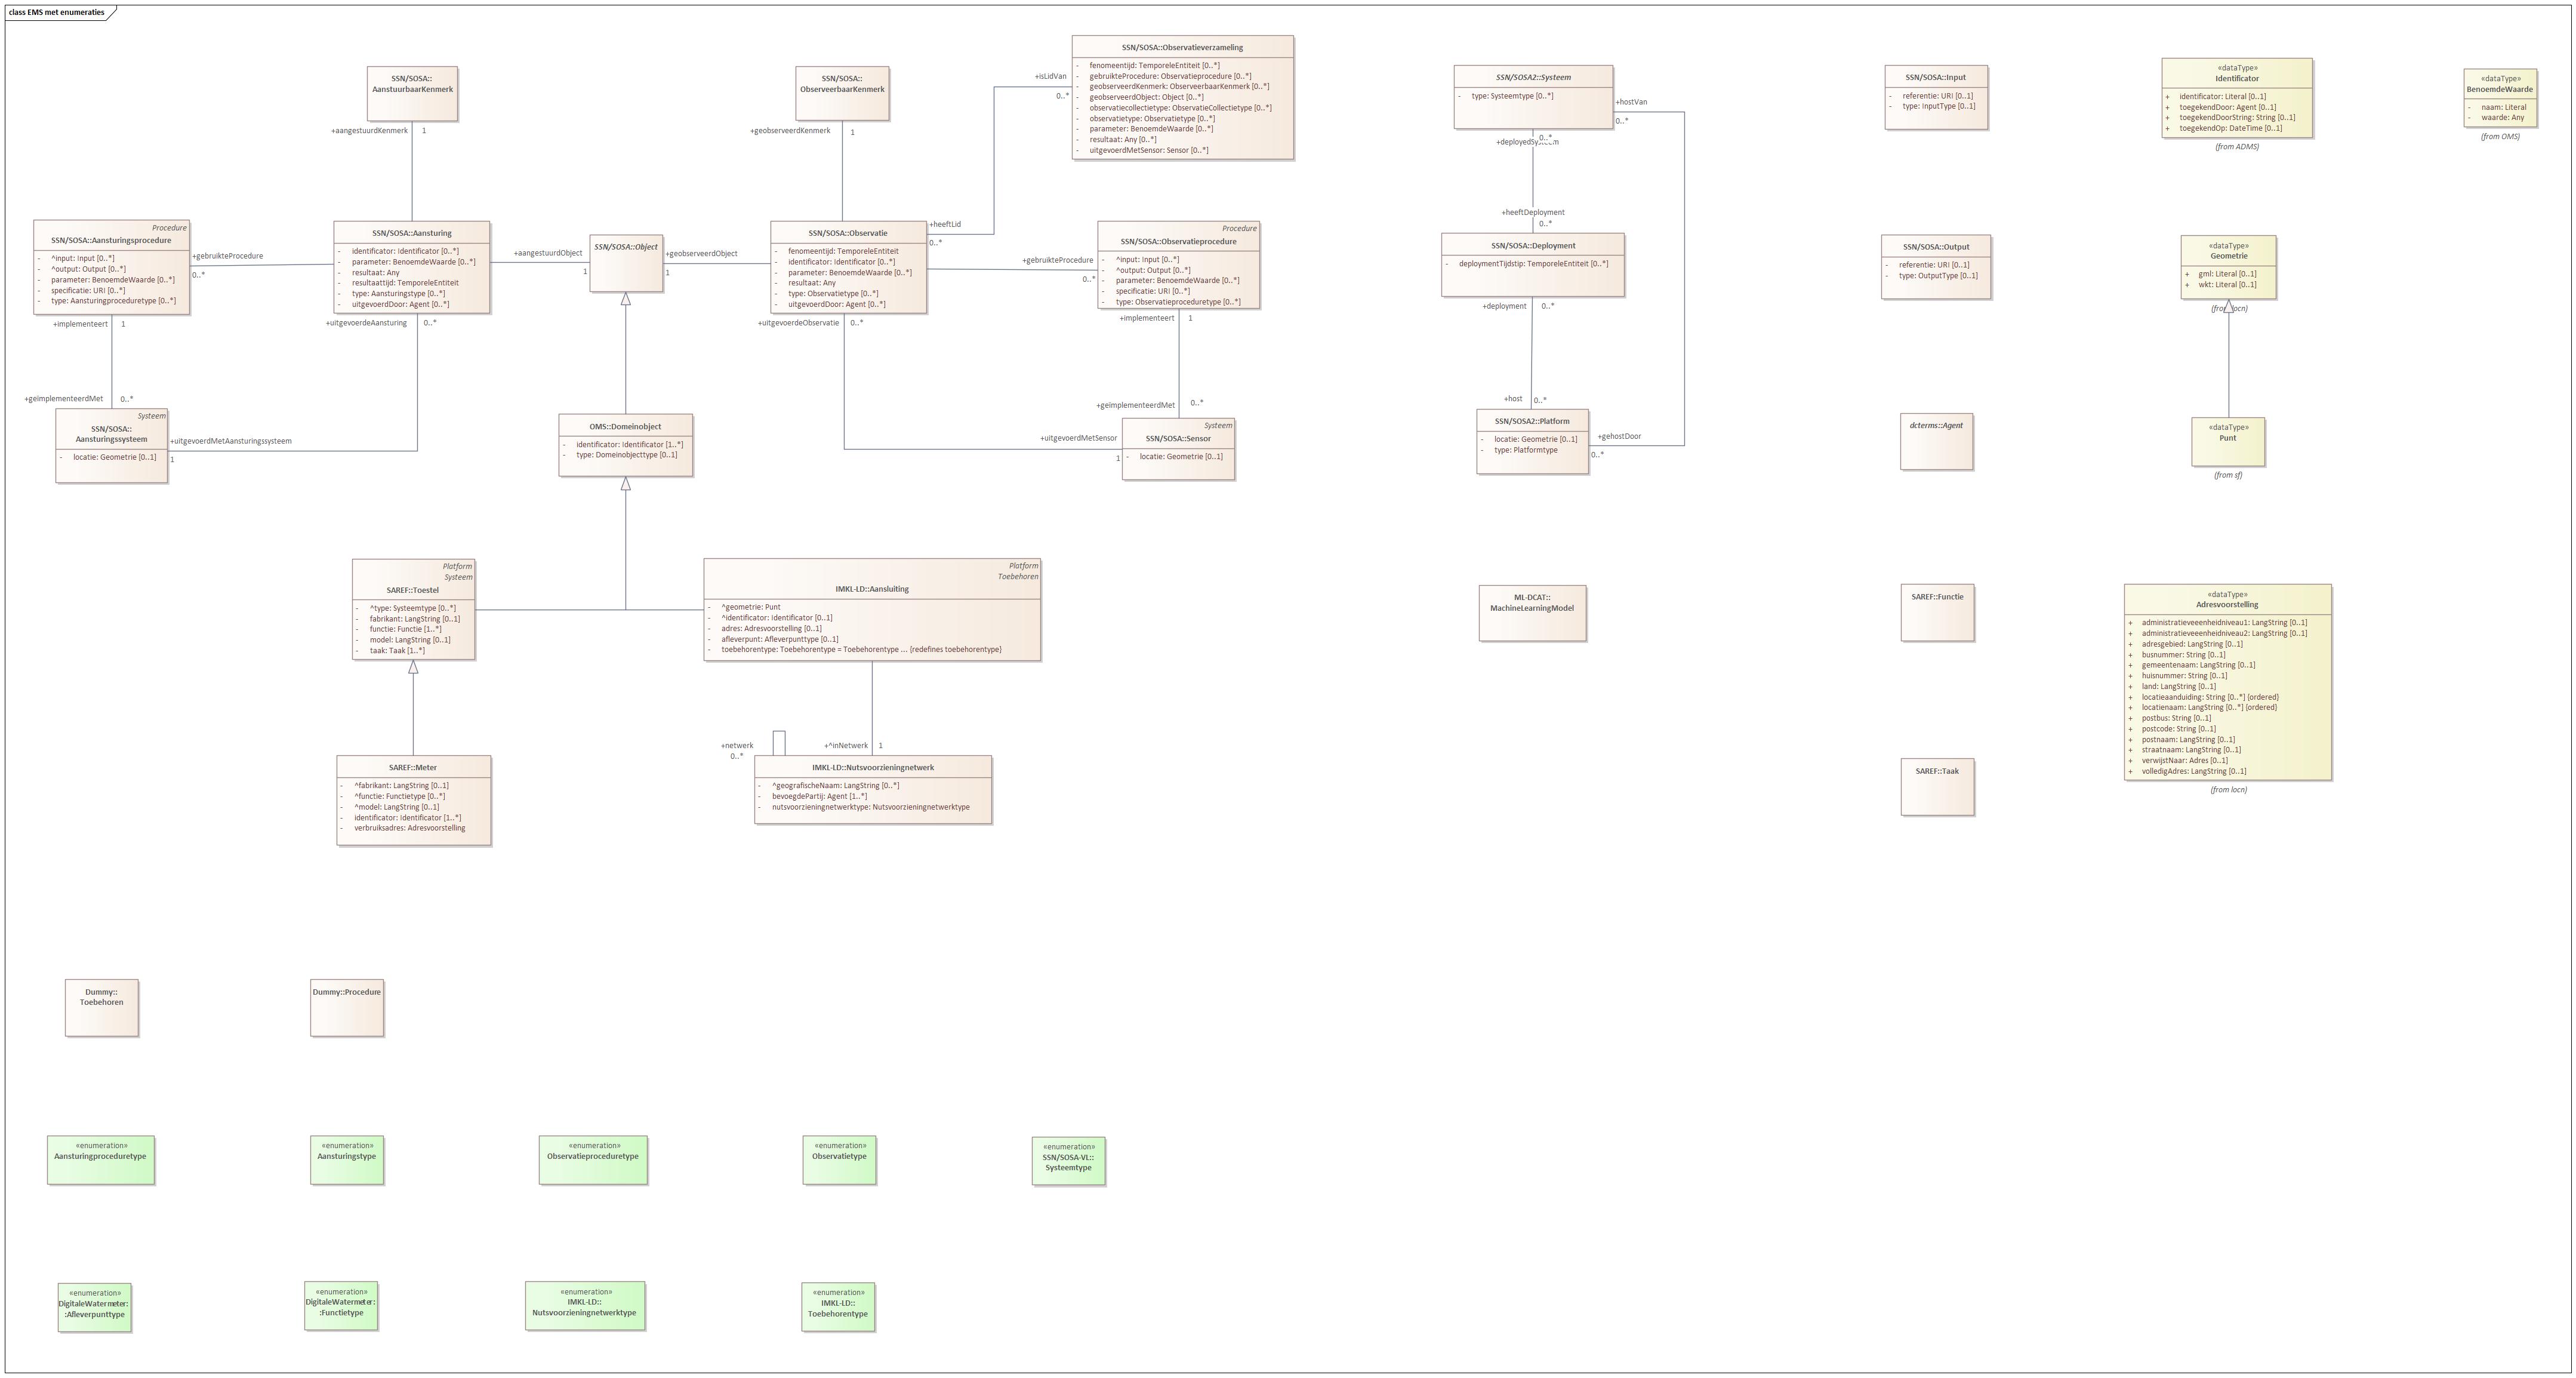 class EMS met enumeraties
SSN/SOSA::
AanstuurbaarKenmerk
+aangestuurdKenmerk
1
SSN/SOSA::
ObserveerbaarKenmerk
+geobserveerdKenmerk
1
SSN/SOSA::Observatieverzameling
- fenomeentijd: TemporeleEntiteit [0..*]
- gebruikteProcedure: Observatieprocedure [0..*]
- geobserveerdKenmerk: ObserveerbaarKenmerk [0..*]
- geobserveerdObject: Object [0..*]
- observatiecollectietype: ObservatieCollectietype [0..*]
- observatietype: Observatietype [0..*]
- parameter: BenoemdeWaarde [0..*]
- resultaat: Any [0..*]
- uitgevoerdMetSensor: Sensor [0..*]
+isLidVan
0..*
SSN/SOSA2::Systeem
- type: Systeemtype [0..*]
+hostVan
0..*
0..*
SSN/SOSA::Input
- referentie: URI [0..1]
- type: InputType [0..1]
«dataType»
Identificator
+ identificator: Literal [0..1]
+ toegekendDoor: Agent [0..1]
+ toegekendDoorString: String [0..1]
+ toegekendOp: DateTime [0..1]
(from ADMS)
«dataType»
BenoemdeWaarde
- naam: Literal
- waarde: Any
(from OMS)
Procedure
SSN/SOSA::Aansturingsprocedure
- ^input: Input [0..*]
- ^output: Output [0..*]
- parameter: BenoemdeWaarde [0..*]
- specificatie: URI [0..*]
- type: Aansturingproceduretype [0..*]
+gebruikteProcedure
0..*
+implementeert
1
SSN/SOSA::Aansturing
- identificator: Identificator [0..*]
- parameter: BenoemdeWaarde [0..*]
- resultaat: Any
- resultaattijd: TemporeleEntiteit
- type: Aansturingstype [0..*]
- uitgevoerdDoor: Agent [0..*]
+uitgevoerdeAansturing
0..*
+aangestuurdObject
1
SSN/SOSA::Object
+geobserveerdObject
1
SSN/SOSA::Observatie
- fenomeentijd: TemporeleEntiteit
- identificator: Identificator [0..*]
- parameter: BenoemdeWaarde [0..*]
- resultaat: Any
- type: Observatietype [0..*]
- uitgevoerdDoor: Agent [0..*]
+heeftLid
0..*
+uitgevoerdeObservatie
0..*
+gebruikteProcedure
0..*
Procedure
SSN/SOSA::Observatieprocedure
- ^input: Input [0..*]
- ^output: Output [0..*]
- parameter: BenoemdeWaarde [0..*]
- specificatie: URI [0..*]
- type: Observatieproceduretype [0..*]
+implementeert
1
+heeftDeployment
0..*
SSN/SOSA::Deployment
- deploymentTijdstip: TemporeleEntiteit [0..*]
+deployment
0..*
SSN/SOSA::Output
- referentie: URI [0..1]
- type: OutputType [0..1]
«dataType»
Geometrie
+ gml: Literal [0..1]
+ wkt: Literal [0..1]
+geimplementeerdMet
0..*
Systeem
SSN/SOSA::
Aansturingssysteem
- locatie: Geometrie [0..1]
+uitgevoerdMetAansturingssysteem
1
OMS::Domeinobject
- identificator: Identificator [1..*]
- type: Domeinobjecttype [0..1]
+geimplementeerdMet
0..*
+uitgevoerdMetSensor
1
Systeem
SSN/SOSA::Sensor
- locatie: Geometrie [0..1]
+host
0..*
SSN/SOSA2::Platform
- locatie: Geometrie [0..1]
- type: Platformtype
+gehostDoor
0..*
dcterms::Agent
«dataType»
Punt
(from sf)
Platform
Systeem
SAREF::Toestel
- ^type: Systeemtype [0..*]
- fabrikant: LangString [0..1]
- functie: Functie [1..*]
- model: LangString [0..1]
- taak: Taak [1..*]
Platform
Toebehoren
IMKL-LD::Aansluiting
- ^geometrie: Punt
- ^identificator: Identificator [0..1]
- adres: Adresvoorstelling [0..1]
- afleverpunt: Afleverpunttype [0..1]
- toebehorentype: Toebehorentype = Toebehorentype ... {redefines toebehorentype}
ML-DCAT::
MachineLearningModel
SAREF::Functie
«dataType»
Adresvoorstelling
+ administratieveeenheidniveau1: LangString [0..1]
+ administratieveeenheidniveau2: LangString [0..1]
+ adresgebied: LangString [0..1]
+ busnummer: String [0..1]
+ gemeentenaam: LangString [0..1]
+ huisnummer: String [0..1]
+ land: LangString [0..1]
+ locatieaanduiding: String [0..*] {ordered}
+ locatienaam: LangString [0..*] {ordered}
+ postbus: String [0..1]
+ postcode: String [0..1]
+ postnaam: LangString [0..1]
+ straatnaam: LangString [0..1]
+ verwijstNaar: Adres [0..1]
+ volledigAdres: LangString [0..1]
(from locn)
SAREF::Meter
- ^fabrikant: LangString [0..1]
- ^functie: Functietype [0..*]
- ^model: LangString [0..1]
- identificator: Identificator [1..*]
- verbruiksadres: Adresvoorstelling
+netwerk
0..*
+^inNetwerk
1
IMKL-LD::Nutsvoorzieningnetwerk
- ^geografischeNaam: LangString [0..*]
- bevoegdePartij: Agent [1..*]
- nutsvoorzieningnetwerktype: Nutsvoorzieningnetwerktype
SAREF::Taak
Dummy::
Toebehoren
Dummy::Procedure
«enumeration»
Aansturingproceduretype
«enumeration»
Aansturingstype
«enumeration»
Observatieproceduretype
«enumeration»
Observatietype
«enumeration»
SSN/SOSA-VL::
Systeemtype
«enumeration»
DigitaleWatermeter:
:Afleverpunttype
«enumeration»
DigitaleWatermeter:
:Functietype
«enumeration»
IMKL-LD::
Nutsvoorzieningnetwerktype
«enumeration»
IMKL-LD::
Toebehorentype